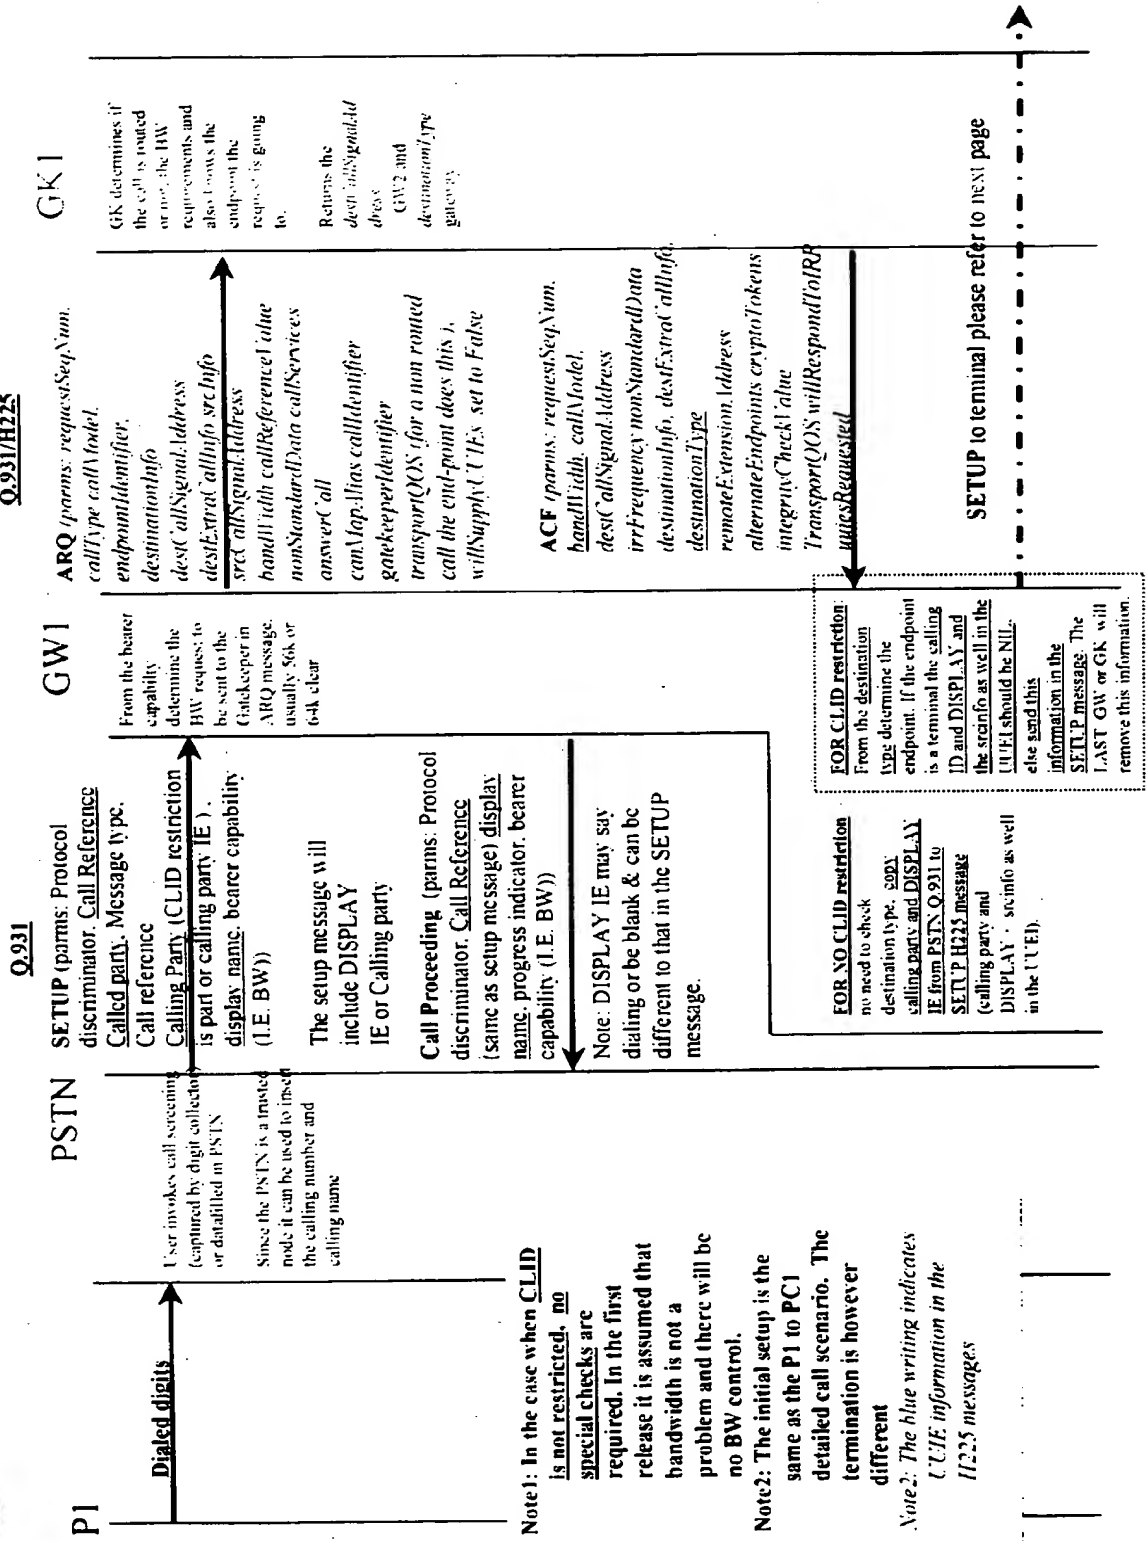 Q.931
Q.931/H225
P1
PSTN
GW1
GK1
Dialed digits
User invokes call screening
(captured by digit collector)
or datafilled in PSTN
Since the PSTN is a trusted
node it can be used to insert
the calling number and
calling name
SETUP (parms: Protocol
discriminator, Call Reference
Called party, Message type,
Call reference
Calling Party (CLID restriction
is part or calling party IE ),
display name, bearer capability
(I.E. BW))
The setup message will
include DISPLAY
IE or Calling party
Call Proceeding (parms: Protocol
discriminator, Call Reference
(same as setup message) display
name, progress indicator, bearer
capability (I.E. BW))
Note: DISPLAY IE may say
dialing or be blank & can be
different to that in the SETUP
message.
From the bearer
capability
determine the
BW request to
be sent to the
Gatekeeper in
ARQ message.
usually 56k or
64k clear
ARQ (parms: requestSeqNum,
callType callModel,
endpointIdentifier,
destinationInfo
destCallSignalAddress
destExtraCallInfo srcInfo
srcCallSignalAddress
bandWidth callReferenceValue
nonStandardData callServices
answerCall
canMapAlias callIdentifier
gatekeeperIdentifier
transportQOS (for a non routed
call the end-point does this ),
willSupplyUUIEs set to False
GK determines if
the call is routed
or not, the BW
requirements and
also knows the
endpoint the
request is going
to.
Returns the
destCallSignalAd
dress
GW2 and
destinationType
gateway
ACF (parms: requestSeqNum,
bandWidth, callModel,
destCallSignalAddress
irrFrequency nonStandardData
destinationInfo, destExtraCallInfo,
destinationType
remoteExtensionAddress
alternateEndpoints cryptoTokens
integrityCheckValue
TransportQOS willRespondToIRR
uuiesRequested
FOR NO CLID restriction
no need to check
destination type, copy
calling party and DISPLAY
IE from PSTN Q.931 to
SETUP H225 message
(calling party and
DISPLAY + srcinfo as well
in the UUEI).
FOR CLID restriction:
From the destination
type determine the
endpoint. If the endpoint
is a terminal the calling
ID and DISPLAY and
the srcinfo as well in the
UUEI should be NIL,
else send this
information in the
SETUP message. The
LAST GW or GK will
remove this information.
SETUP to terminal please refer to next page
Note1: In the case when CLID
is not restricted, no
special checks are
required. In the first
release it is assumed that
bandwidth is not a
problem and there will be
no BW control.
Note2: The initial setup is the
same as the P1 to PC1
detailed call scenario. The
termination is however
different
Note2: The blue writing indicates
UUIE information in the
H225 messages